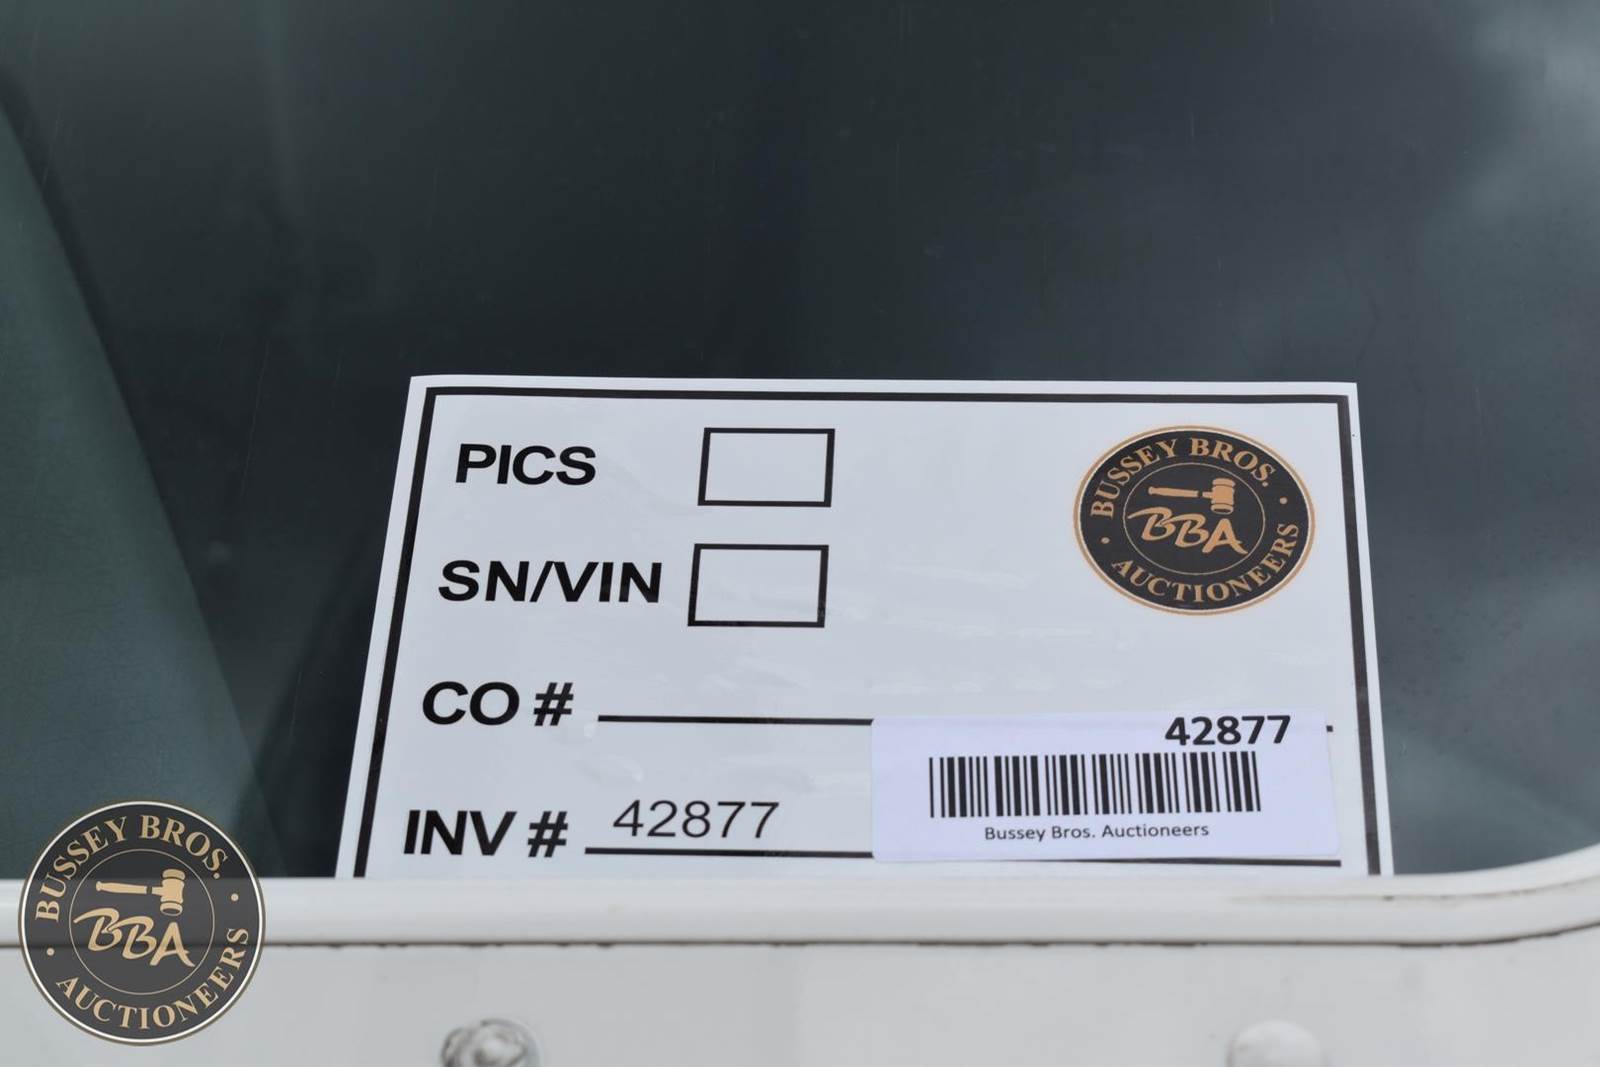 PICS
SN/VIN
CO #
INV # 42877
42877
Bussey Bros. Auctioneers
BUSSEY BROS.
BBA
AUCTIONEERS
BUSSEY BROS.
BBA
AUCTIONEERS